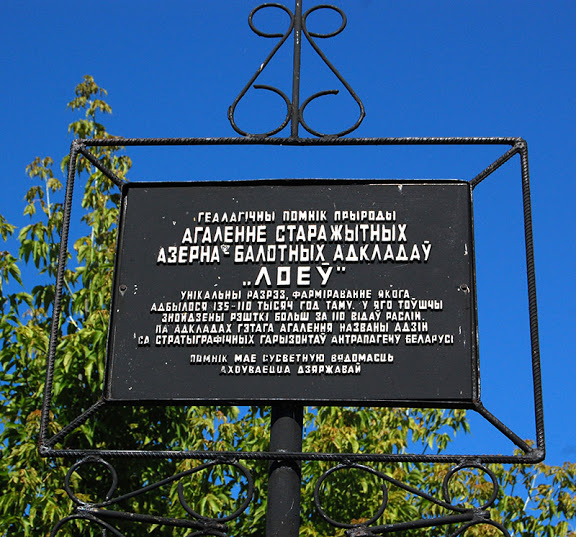 ГЕАЛАГІЧНЫ ПОМНІК ПРЫРОДЫ
АГАЛЕННЕ СТАРАЖЫТНЫХ
АЗЕРНА-БАЛОТНЫХ АДКЛАДАЎ
„ЛОЕЎ"
УНІКАЛЬНЫ РАЗРЭЗ, ФАРМІРАВАННЕ ЯКОГА
АДБЫЛОСЯ 135-110 ТЫСЯЧ ГОД ТАМУ. У ЯГО ТОЎШЧЫ
ЗНОЙДЗЕНЫ РЭШТКІ БОЛЬШ ЗА 110 ВІДАЎ РАСЛІН.
ПА АДКЛАДАХ ГЭТАГА АГАЛЕННЯ НАЗВАНЫ АДЗІН
СА СТРАТЫГРАФІЧНЫХ ГАРЫЗОНТАЎ АНТРАПАГЕНУ БЕЛАРУСІ
ПОМНІК МАЕ СУСВЕТНУЮ ВЯДОМАСЦЬ
АХОУВАЕЦЦА ДЗЯРЖАВАЙ